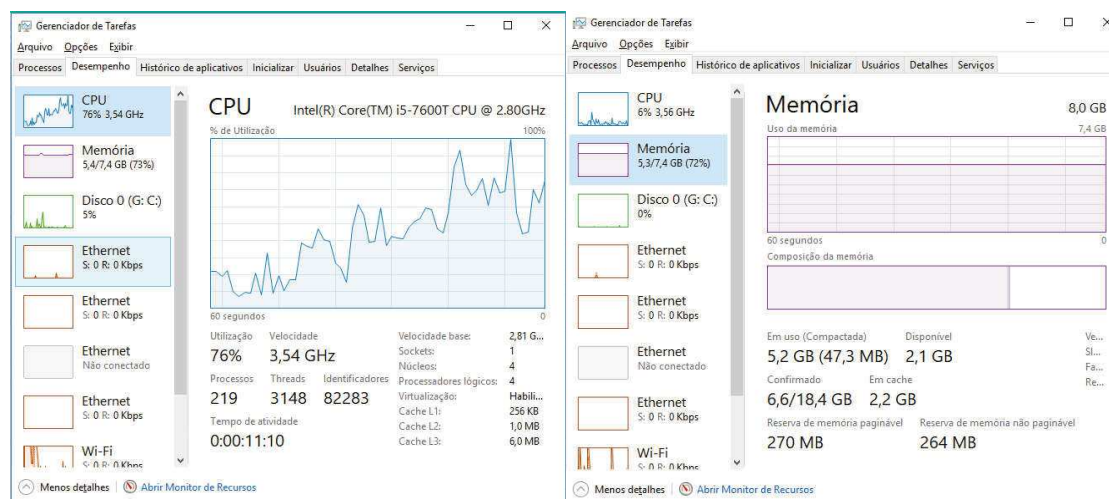 Gerenciador de Tarefas
Arquivo Opções Exibir
Processos Desempenho Histórico de aplicativos Inicializar Usuários Detalhes Serviços
CPU
76% 3,54 GHz
Memória
5,4/7,4 GB (73%)
Disco 0 (G: C:)
5%
Ethernet
S: 0 R: 0 Kbps
Ethernet
S: 0 R: 0 Kbps
Ethernet
Não conectado
Ethernet
S: 0 R: 0 Kbps
Wi-Fi
S: 0 R: 0 Kbps
CPU Intel(R) Core(TM) i5-7600T CPU @ 2.80GHz
% de Utilização 100%
60 segundos 0
Utilização Velocidade
76% 3,54 GHz
Processos Threads Identificadores
219 3148 82283
Tempo de atividade
0:00:11:10
Velocidade base: 2,81 G...
Sockets: 1
Núcleos: 4
Processadores lógicos: 4
Virtualização: Habili...
Cache L1: 256 KB
Cache L2: 1,0 MB
Cache L3: 6,0 MB
Menos detalhes Abrir Monitor de Recursos
Gerenciador de Tarefas
Arquivo Opções Exibir
Processos Desempenho Histórico de aplicativos Inicializar Usuários Detalhes Serviços
CPU
6% 3,56 GHz
Memória
5,3/7,4 GB (72%)
Disco 0 (G: C:)
0%
Ethernet
S: 0 R: 0 Kbps
Ethernet
S: 0 R: 0 Kbps
Ethernet
Não conectado
Ethernet
S: 0 R: 0 Kbps
Wi-Fi
S: 0 R: 0 Kbps
Memória 8,0 GB
Uso da memória 7,4 GB
60 segundos 0
Composição da memória
Em uso (Compactada) Disponível
5,2 GB (47,3 MB) 2,1 GB
Confirmado Em cache
6,6/18,4 GB 2,2 GB
Reserva de memória paginável Reserva de memória não paginável
270 MB 264 MB
Ve...
Sl...
Fa...
Re...
Menos detalhes Abrir Monitor de Recursos